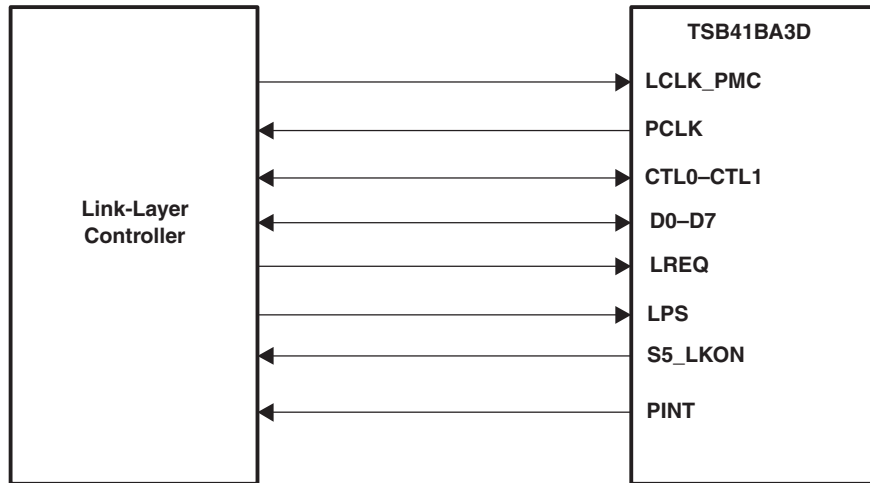 TSB41BA3D
LCLK_PMC
PCLK
CTL0–CTL1
Link-Layer
Controller
D0–D7
LREQ
LPS
S5_LKON
PINT